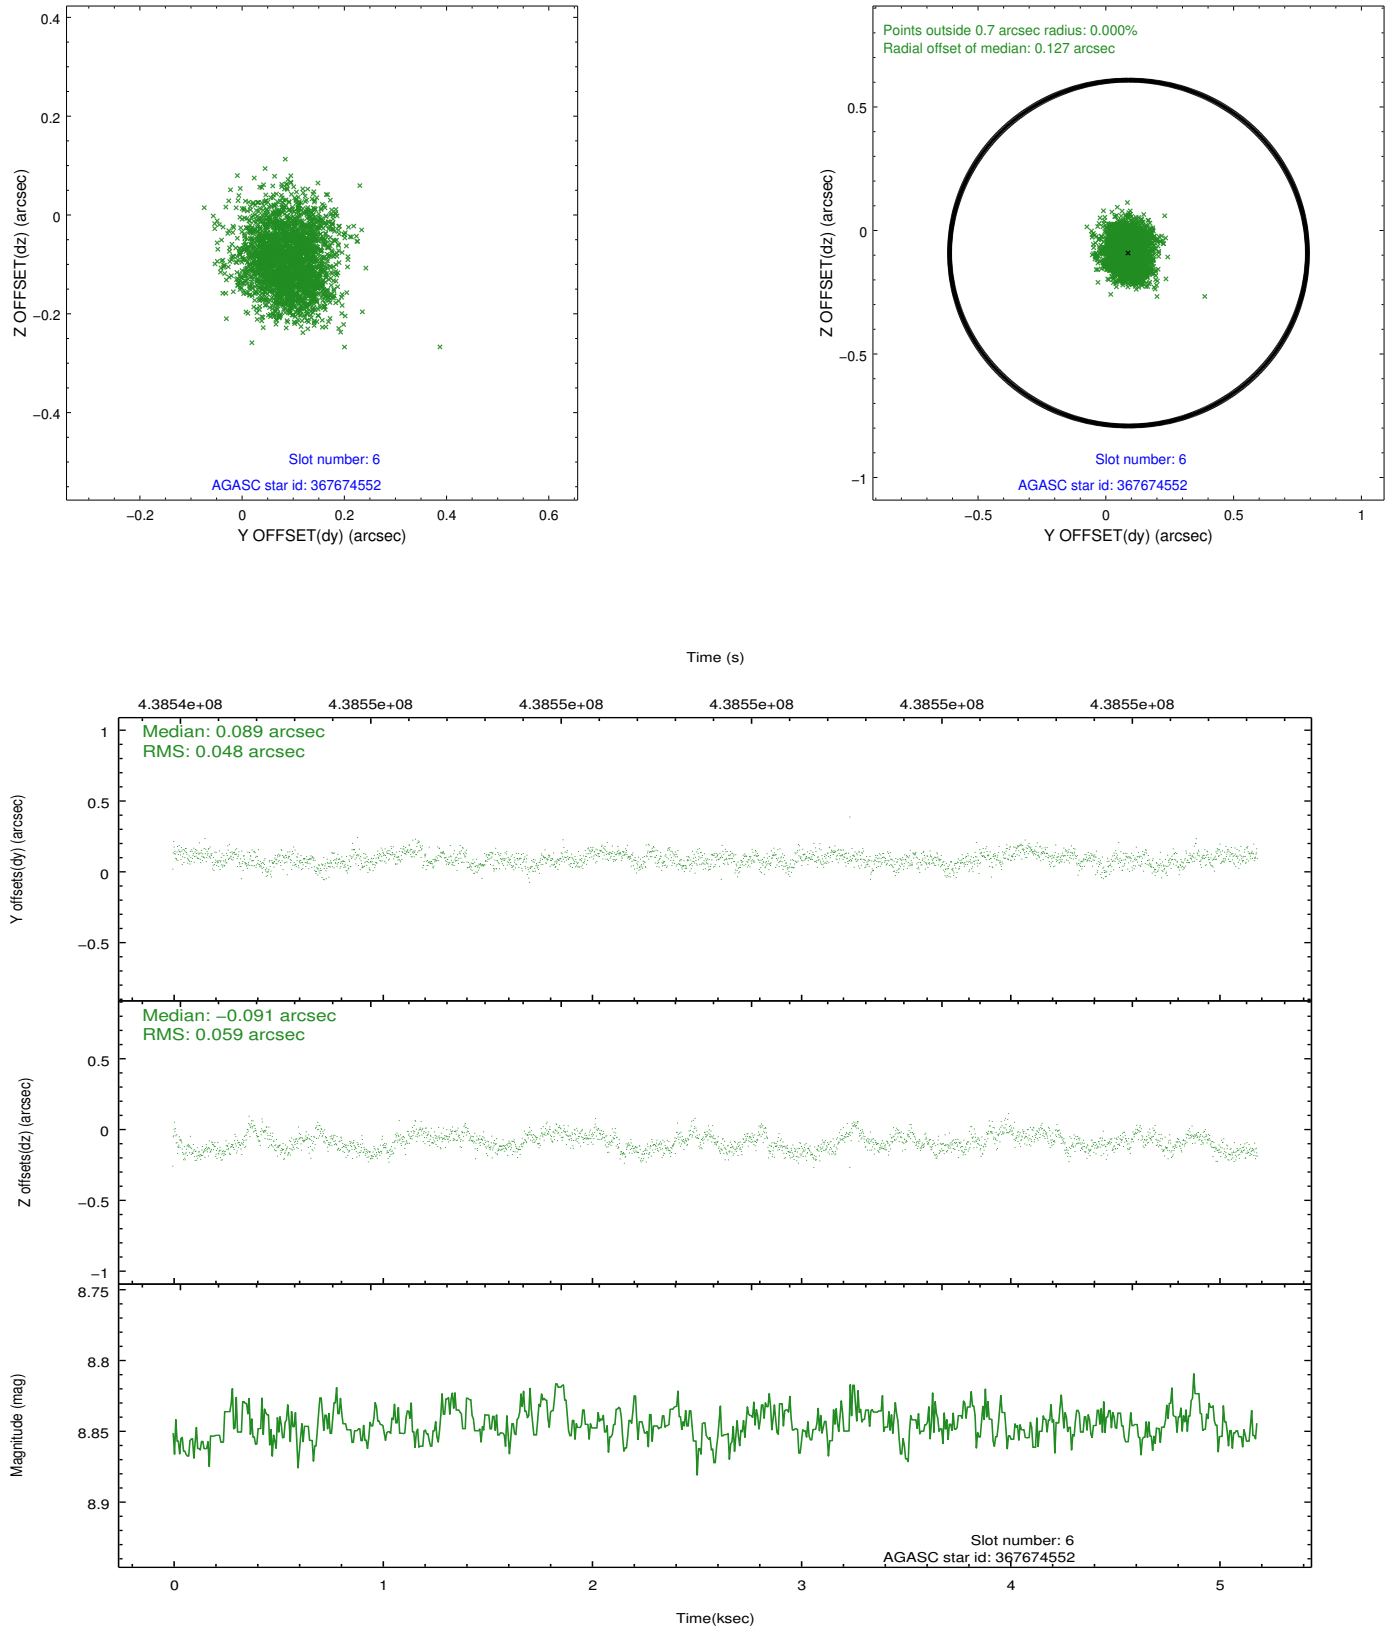 0.4
0.2
0
−0.2
−0.4
Z OFFSET(dz) (arcsec)
Slot number: 6
AGASC star id: 367674552
−0.2 0 0.2 0.4 0.6
Y OFFSET(dy) (arcsec)
Points outside 0.7 arcsec radius: 0.000%
Radial offset of median: 0.127 arcsec
0.5
0
−0.5
−1
Z OFFSET(dz) (arcsec)
Slot number: 6
AGASC star id: 367674552
−0.5 0 0.5 1
Y OFFSET(dy) (arcsec)
Time (s)
4.3854e+08 4.3855e+08 4.3855e+08 4.3855e+08 4.3855e+08 4.3855e+08
Median: 0.089 arcsec
RMS: 0.048 arcsec
1
0.5
0
−0.5
Y offsets(dy) (arcsec)
Median: −0.091 arcsec
RMS: 0.059 arcsec
0.5
0
−0.5
−1
Z offsets(dz) (arcsec)
8.75
8.8
8.85
8.9
Magnitude (mag)
Slot number: 6
AGASC star id: 367674552
0 1 2 3 4 5
Time(ksec)